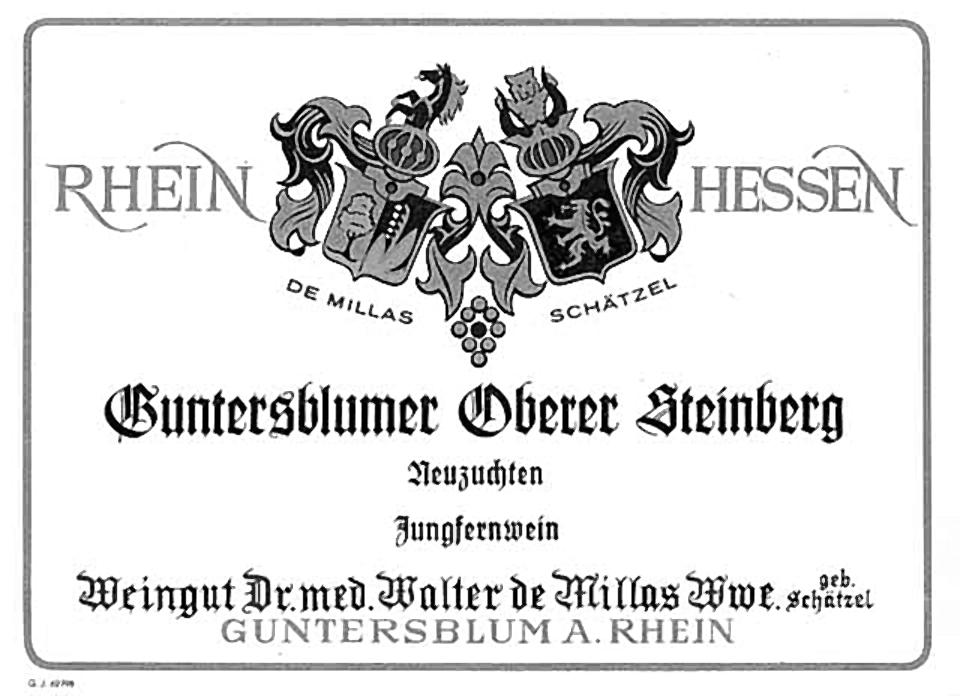 RHEIN HESSEN
DE MILLAS SCHÄTZEL
Guntersblumer Oberer Steinberg
Neuzuchten
Jungfernwein
Weingut Dr. med. Walter de Millas Wwe. geb. Schätzel
GUNTERSBLUM A. RHEIN
G. J.